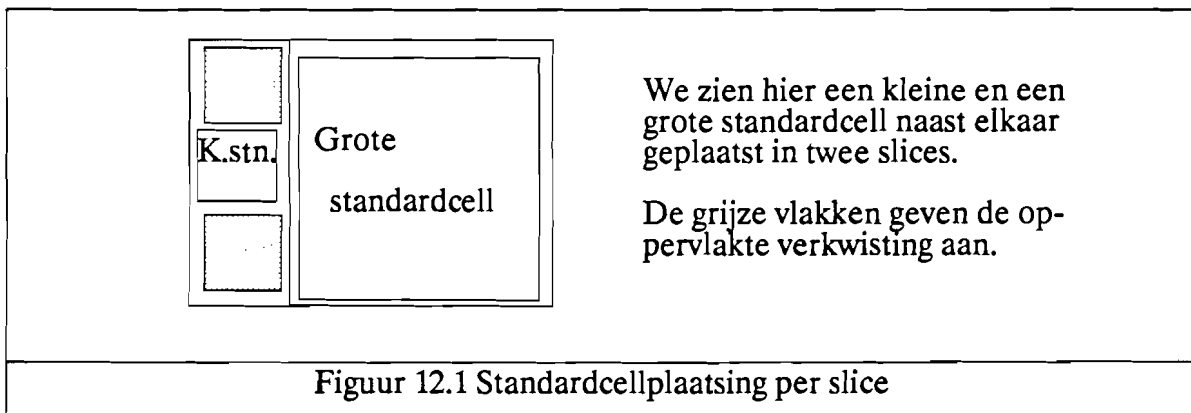 K.stn.
Grote
standardcell
We zien hier een kleine en een
grote standardcell naast elkaar
geplaatst in twee slices.
De grijze vlakken geven de op-
pervlakte verkwisting aan.
Figuur 12.1 Standardcellplaatsing per slice